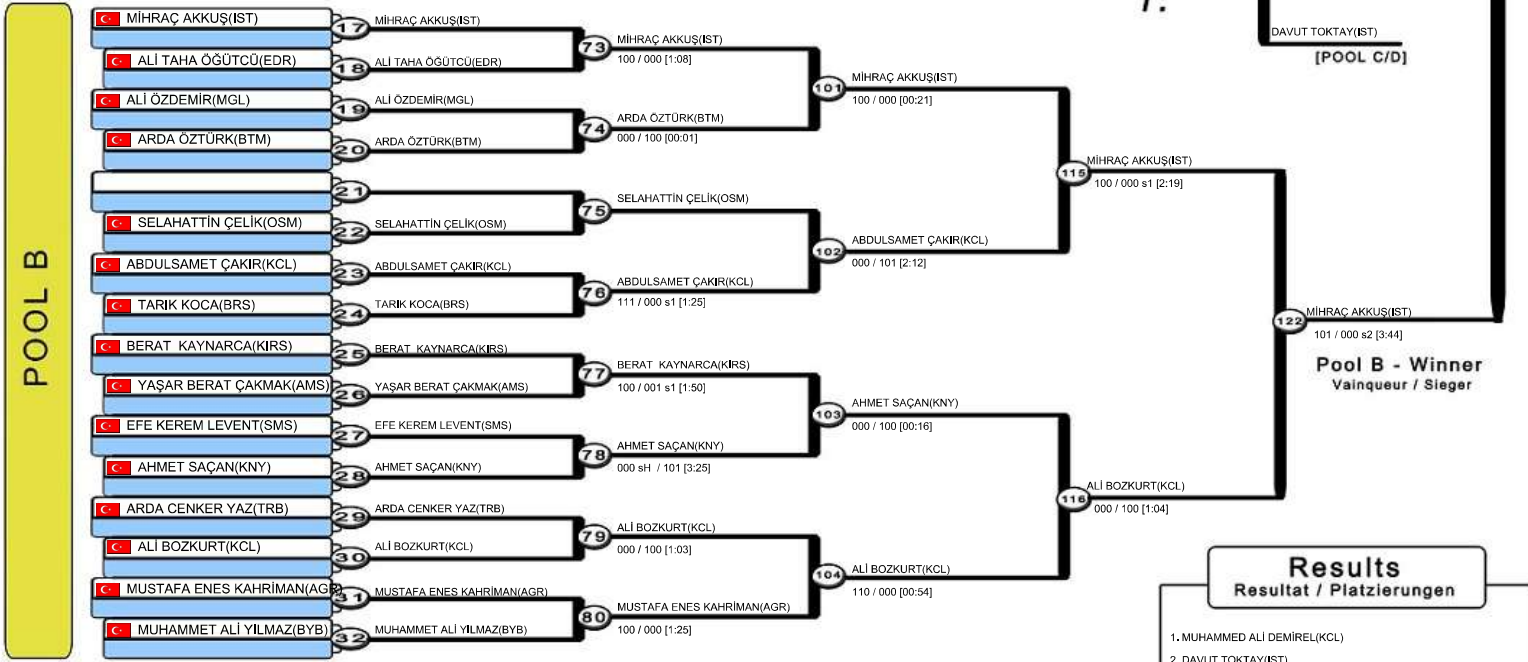 1.
DAVUT TOKTAY(IST)
[POOL C/D]
POOL B
MİHRAÇ AKKUŞ(IST)
ALİ TAHA ÖĞÜTCÜ(EDR)
ALİ ÖZDEMİR(MGL)
ARDA ÖZTÜRK(BTM)
SELAHATTİN ÇELİK(OSM)
ABDULSAMET ÇAKIR(KCL)
TARIK KOCA(BRS)
BERAT KAYNARCA(KIRS)
YAŞAR BERAT ÇAKMAK(AMS)
EFE KEREM LEVENT(SMS)
AHMET SAÇAN(KNY)
ARDA CENKER YAZ(TRB)
ALİ BOZKURT(KCL)
MUSTAFA ENES KAHRİMAN(AGR)
MUHAMMET ALİ YILMAZ(BYB)
17 MİHRAÇ AKKUŞ(IST)
18 ALİ TAHA ÖĞÜTCÜ(EDR)
19 ALİ ÖZDEMİR(MGL)
20 ARDA ÖZTÜRK(BTM)
21
22 SELAHATTİN ÇELİK(OSM)
23 ABDULSAMET ÇAKIR(KCL)
24 TARIK KOCA(BRS)
25 BERAT KAYNARCA(KIRS)
26 YAŞAR BERAT ÇAKMAK(AMS)
27 EFE KEREM LEVENT(SMS)
28 AHMET SAÇAN(KNY)
29 ARDA CENKER YAZ(TRB)
30 ALİ BOZKURT(KCL)
31 MUSTAFA ENES KAHRİMAN(AGR)
32 MUHAMMET ALİ YILMAZ(BYB)
73 MİHRAÇ AKKUŞ(IST)
100 / 000 [1:08]
74 ARDA ÖZTÜRK(BTM)
000 / 100 [00:01]
75 SELAHATTİN ÇELİK(OSM)
76 ABDULSAMET ÇAKIR(KCL)
111 / 000 s1 [1:25]
77 BERAT KAYNARCA(KIRS)
100 / 001 s1 [1:50]
78 AHMET SAÇAN(KNY)
000 sH / 101 [3:25]
79 ALİ BOZKURT(KCL)
000 / 100 [1:03]
80 MUSTAFA ENES KAHRİMAN(AGR)
100 / 000 [1:25]
101 MİHRAÇ AKKUŞ(IST)
100 / 000 [00:21]
102 ABDULSAMET ÇAKIR(KCL)
000 / 101 [2:12]
103 AHMET SAÇAN(KNY)
000 / 100 [00:16]
104 ALİ BOZKURT(KCL)
110 / 000 [00:54]
115 MİHRAÇ AKKUŞ(IST)
100 / 000 s1 [2:19]
116 ALİ BOZKURT(KCL)
000 / 100 [1:04]
122 MİHRAÇ AKKUŞ(IST)
101 / 000 s2 [3:44]
Pool B - Winner
Vainqueur / Sieger
Results
Resultat / Platzierungen
1. MUHAMMED ALİ DEMİREL(KCL)
2. DAVUT TOKTAY(IST)